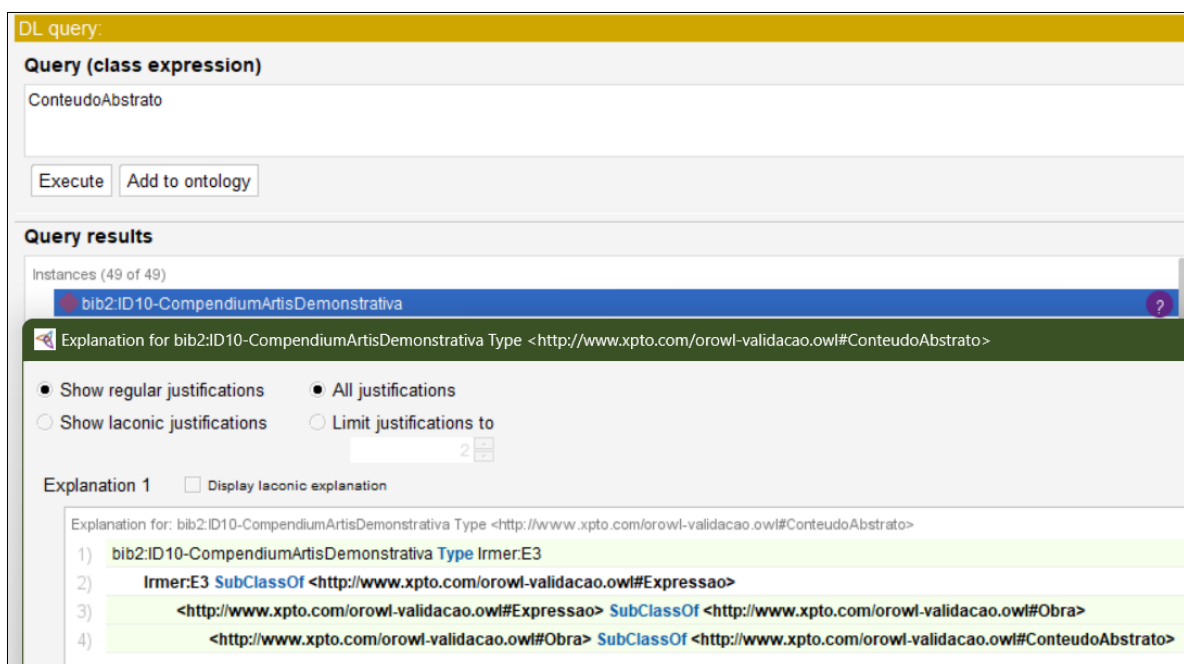 DL query:
Query (class expression)
ConteudoAbstrato
Execute Add to ontology
Query results
Instances (49 of 49)
bib2:ID10-CompendiumArtisDemonstrativa ?
Explanation for bib2:ID10-CompendiumArtisDemonstrativa Type <http://www.xpto.com/orowl-validacao.owl#ConteudoAbstrato>
Show regular justifications All justifications
Show laconic justifications Limit justifications to
2
Explanation 1 Display laconic explanation
Explanation for: bib2:ID10-CompendiumArtisDemonstrativa Type <http://www.xpto.com/orowl-validacao.owl#ConteudoAbstrato>
1) bib2:ID10-CompendiumArtisDemonstrativa Type lrmer:E3
2) lrmer:E3 SubClassOf <http://www.xpto.com/orowl-validacao.owl#Expressao>
3) <http://www.xpto.com/orowl-validacao.owl#Expressao> SubClassOf <http://www.xpto.com/orowl-validacao.owl#Obra>
4) <http://www.xpto.com/orowl-validacao.owl#Obra> SubClassOf <http://www.xpto.com/orowl-validacao.owl#ConteudoAbstrato>